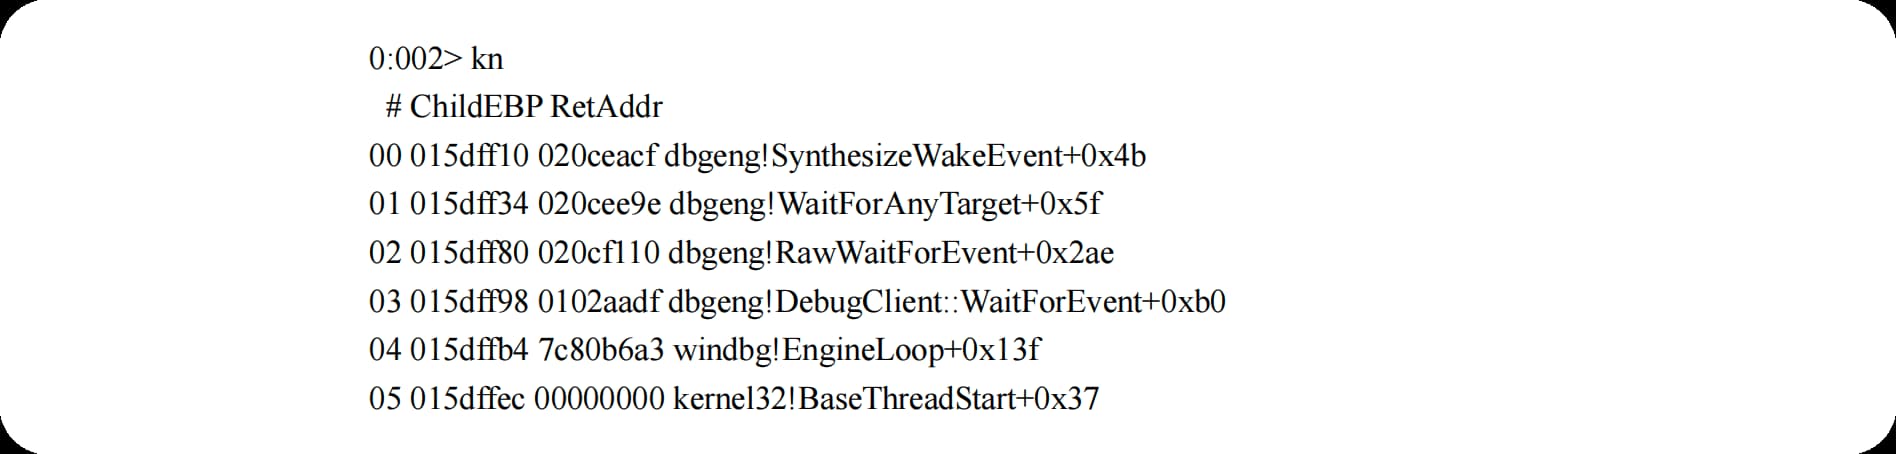 0:002> kn
# ChildEBP RetAddr
00 015dff10 020ceacf dbgeng!SynthesizeWakeEvent+0x4b
01 015dff34 020cee9e dbgeng!WaitForAnyTarget+0x5f
02 015dff80 020cf110 dbgeng!RawWaitForEvent+0x2ae
03 015dff98 0102aadf dbgeng!DebugClient::WaitForEvent+0xb0
04 015dffb4 7c80b6a3 windbg!EngineLoop+0x13f
05 015dffec 00000000 kernel32!BaseThreadStart+0x37